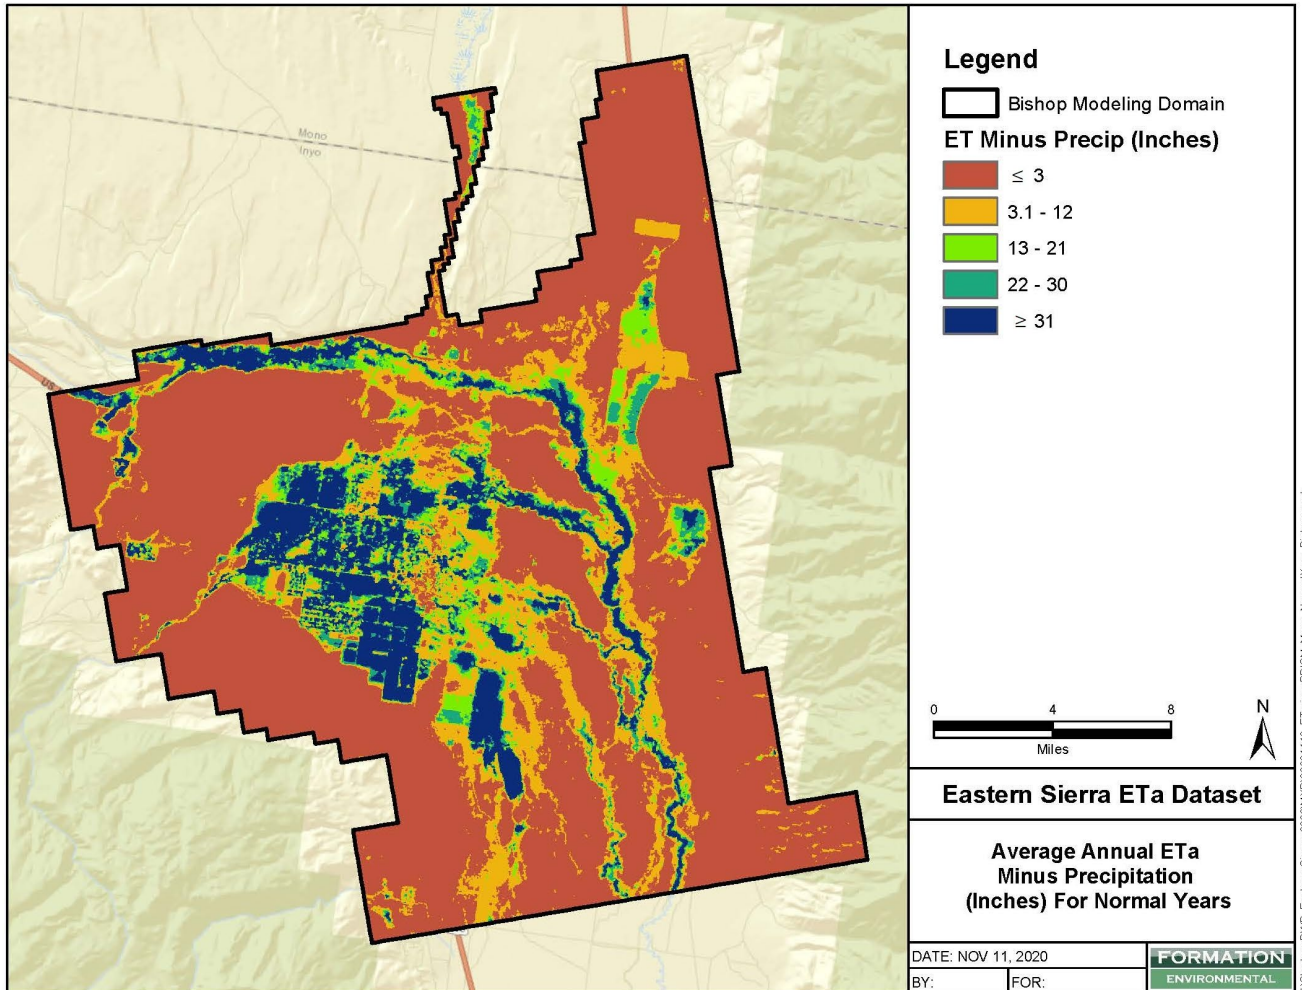 Mono
Inyo
US
Legend
Bishop Modeling Domain
ET Minus Precip (Inches)
≤ 3
3.1 - 12
13 - 21
22 - 30
≥ 31
N
0 4 8
Miles
Eastern Sierra ETa Dataset
Average Annual ETa
Minus Precipitation
(Inches) For Normal Years
DATE: NOV 11, 2020
BY: FOR:
FORMATION
ENVIRONMENTAL